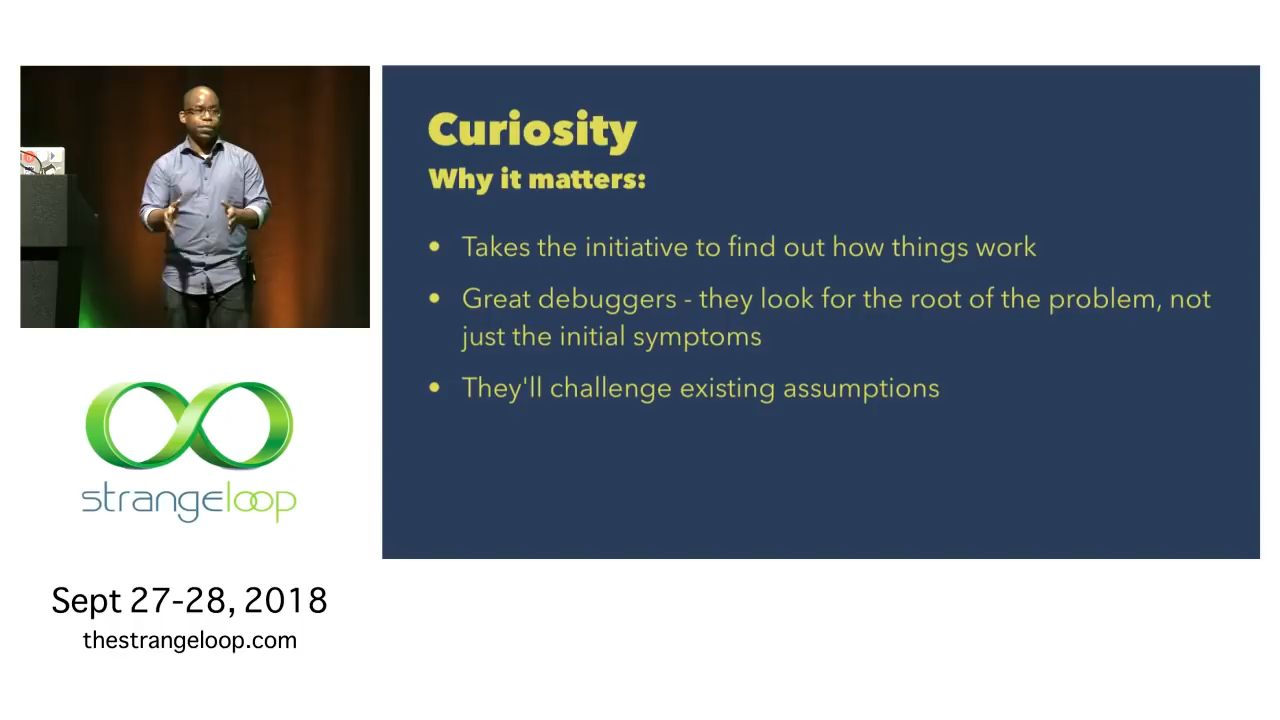 Curiosity
Why it matters:
• Takes the initiative to find out how things work
• Great debuggers - they look for the root of the problem, not
just the initial symptoms
• They'll challenge existing assumptions
strangeloop
Sept 27-28, 2018
thestrangeloop.com